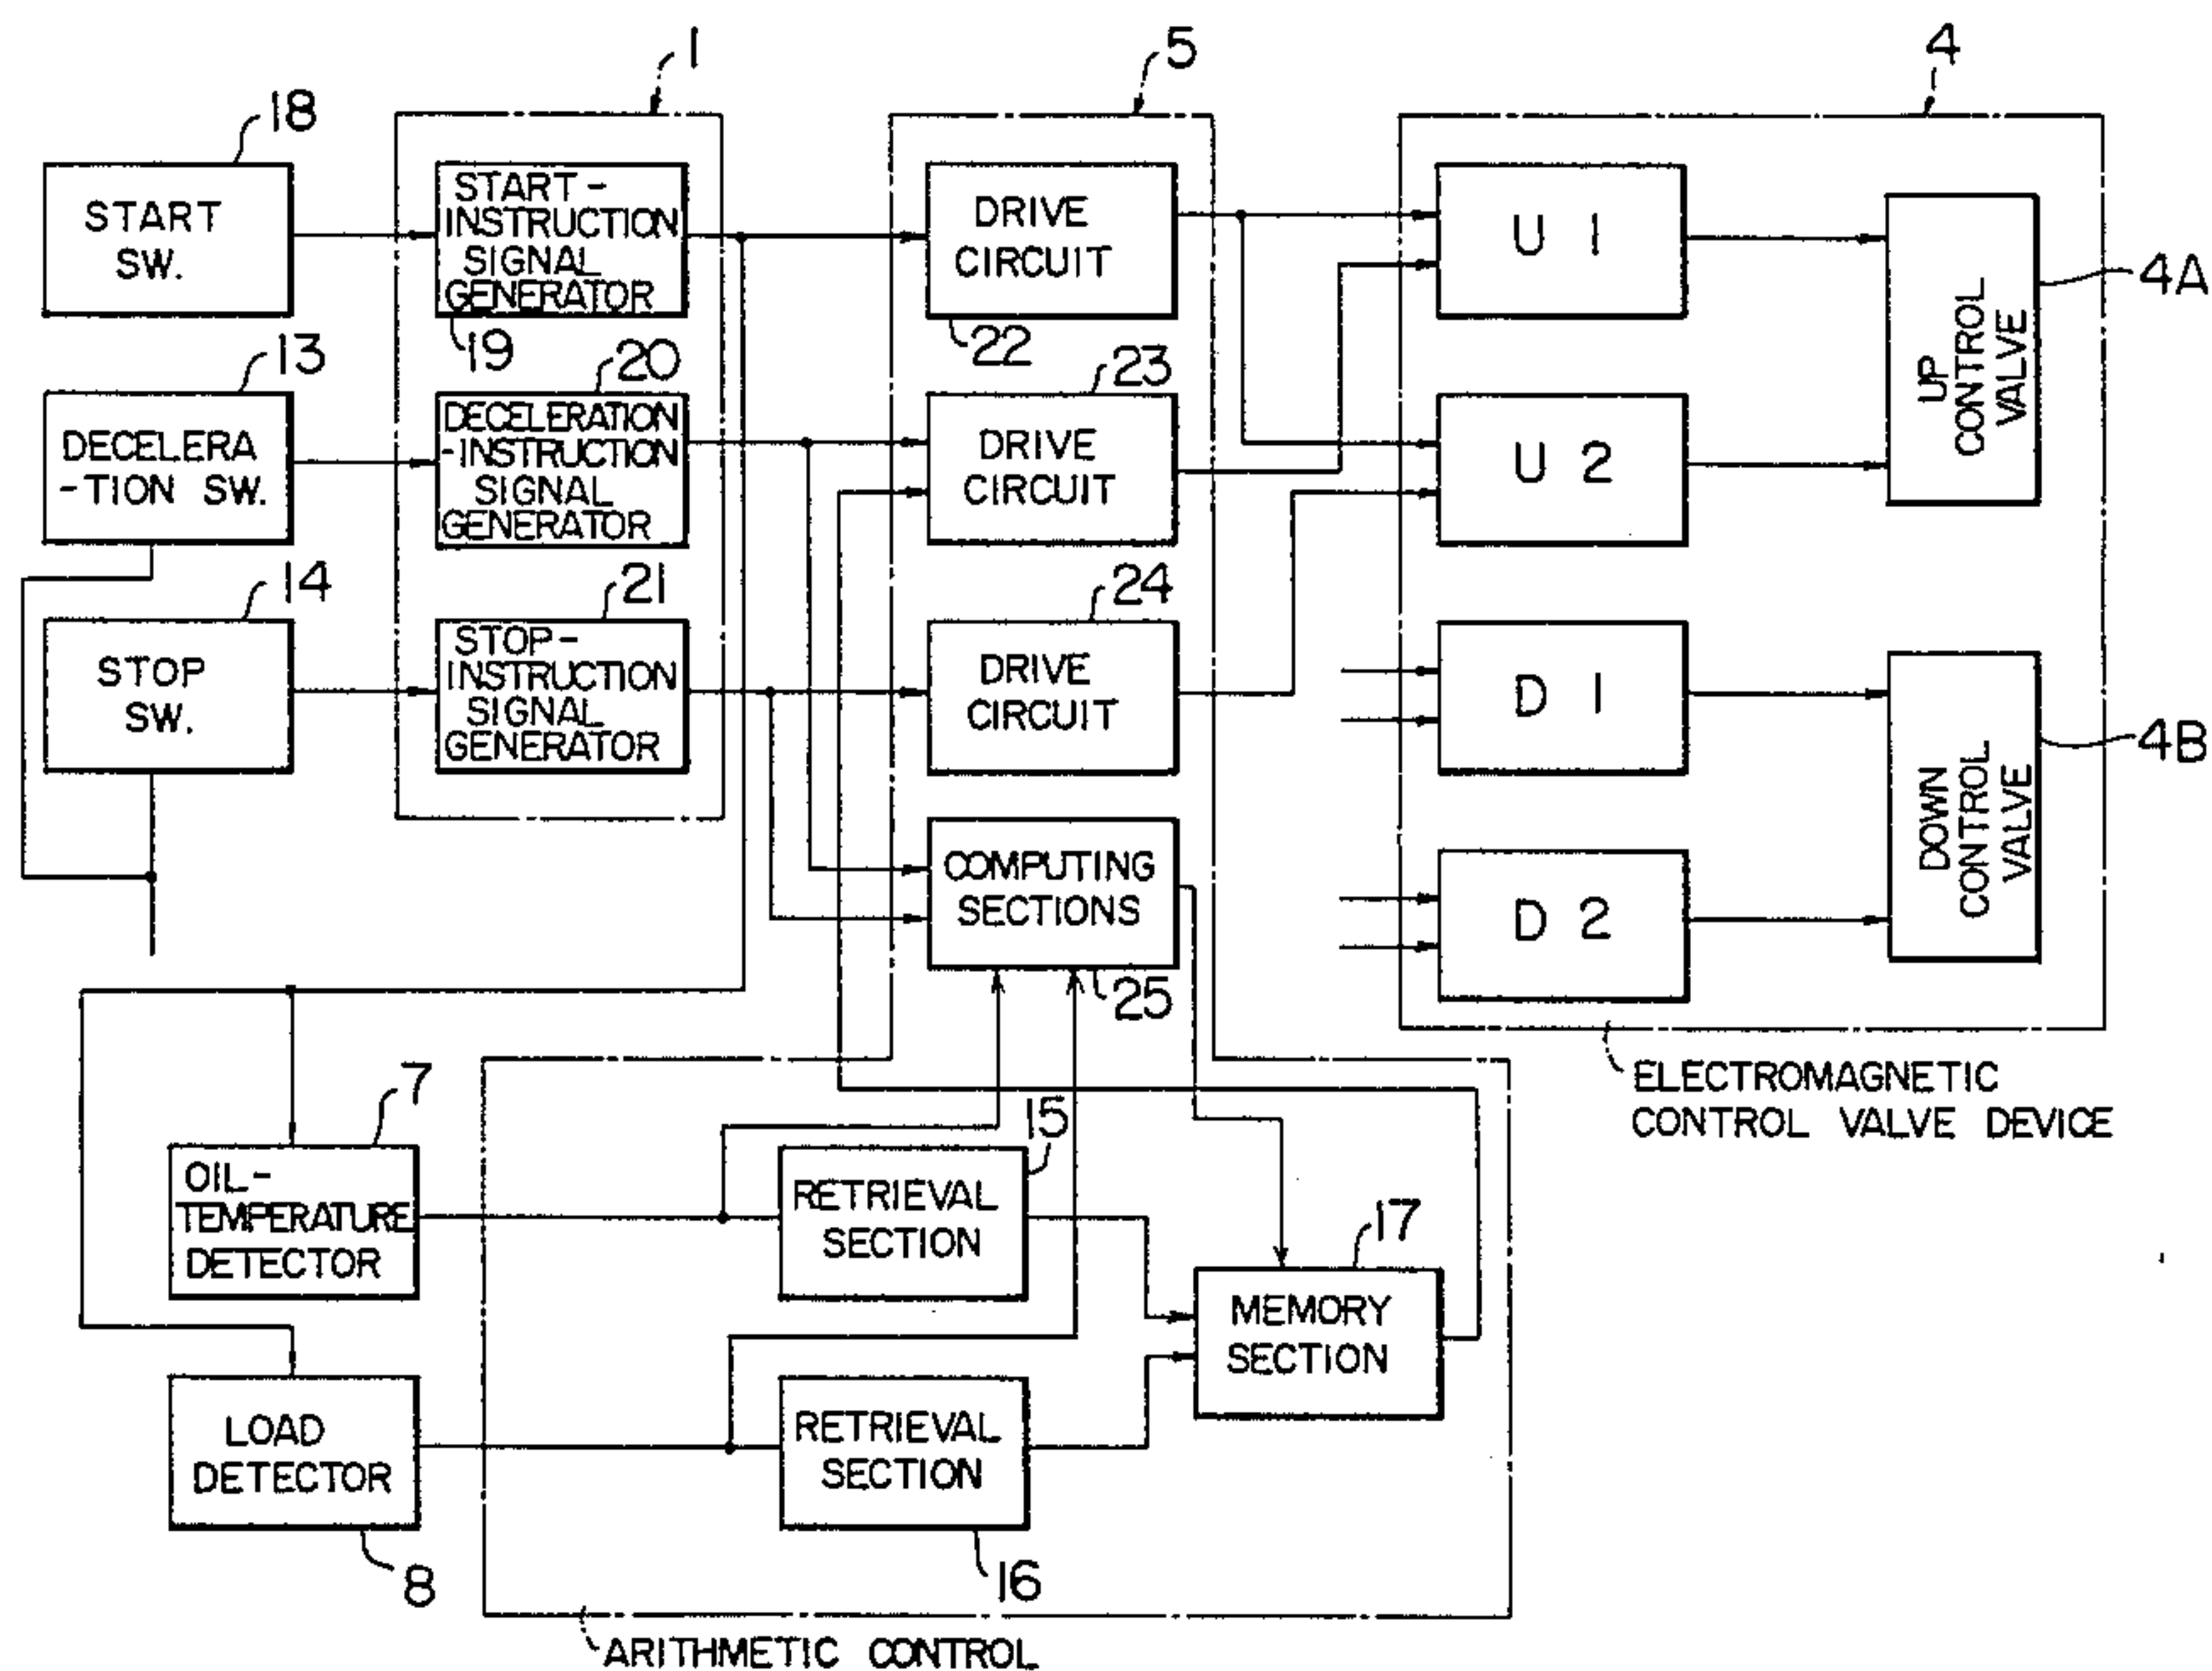 1
5
4
18
START
SW.
START-
INSTRUCTION
SIGNAL
GENERATOR
19
DRIVE
CIRCUIT
22
U 1
UP
CONTROL
VALVE
4A
13
DECELERA
-TION SW.
20
DECELERATION
-INSTRUCTION
SIGNAL
GENERATOR
23
DRIVE
CIRCUIT
U 2
14
STOP
SW.
21
STOP-
INSTRUCTION
SIGNAL
GENERATOR
24
DRIVE
CIRCUIT
D 1
DOWN
CONTROL
VALVE
4B
COMPUTING
SECTIONS
25
D 2
ELECTROMAGNETIC
CONTROL VALVE DEVICE
7
OIL-
TEMPERATURE
DETECTOR
15
RETRIEVAL
SECTION
17
MEMORY
SECTION
LOAD
DETECTOR
8
RETRIEVAL
SECTION
16
ARITHMETIC CONTROL